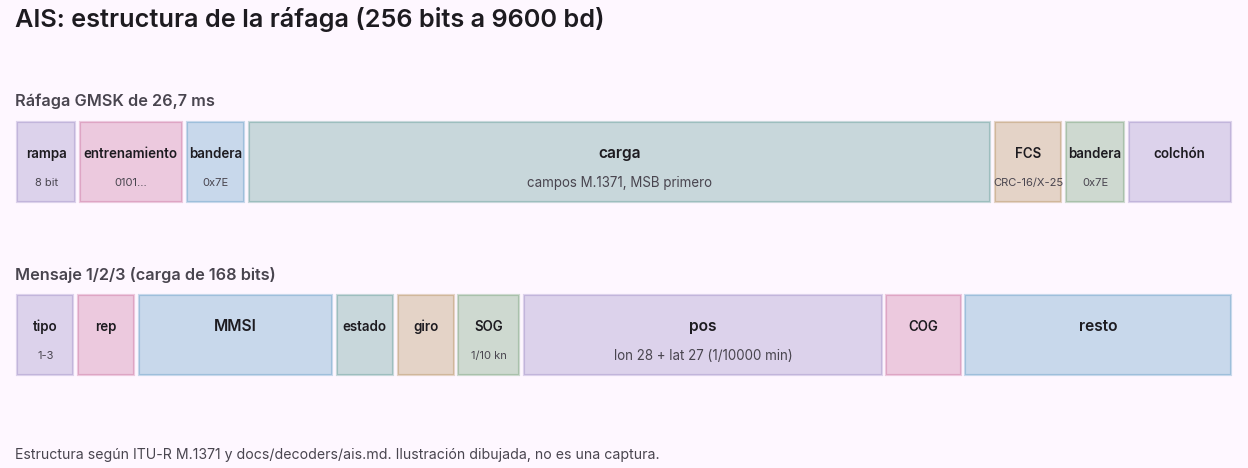 AIS: estructura de la ráfaga (256 bits a 9600 bd)
Ráfaga GMSK de 26,7 ms
rampa entrenamiento bandera carga FCS bandera colchón
8 bit 0101... 0x7E campos M.1371, MSB primero CRC-16/X-25 0x7E
Mensaje 1/2/3 (carga de 168 bits)
tipo rep MMSI estado giro SOG pos COG resto
1-3 1/10 kn lon 28 + lat 27 (1/10000 min)
Estructura según ITU-R M.1371 y docs/decoders/ais.md. Ilustración dibujada, no es una captura.